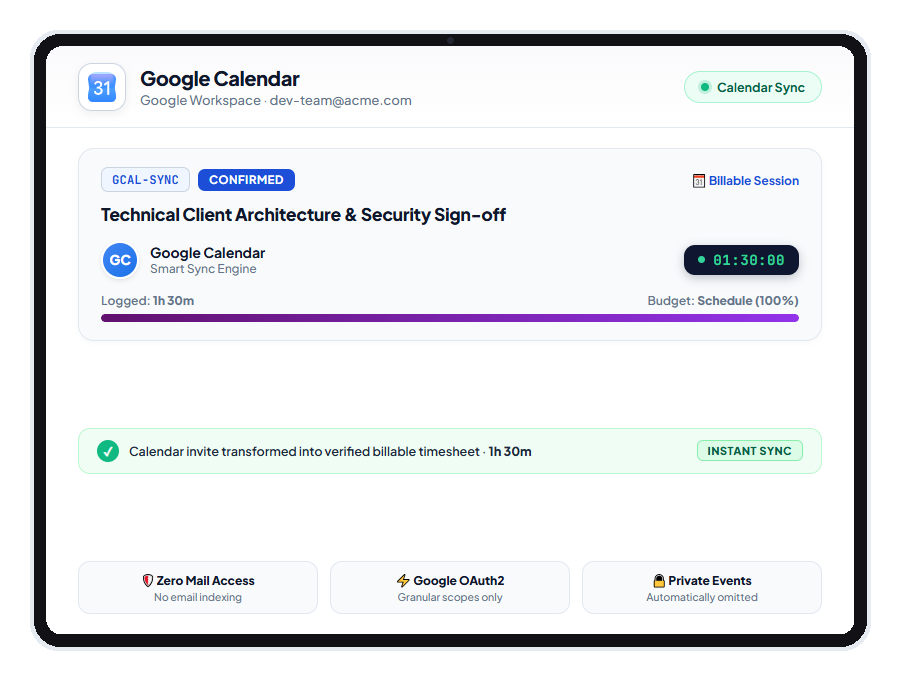 31
Google Calendar
Google Workspace · dev-team@acme.com
Calendar Sync
GCAL-SYNC
CONFIRMED
31 Billable Session
Technical Client Architecture & Security Sign-off
GC
Google Calendar
Smart Sync Engine
01:30:00
Logged: 1h 30m
Budget: Schedule (100%)
Calendar invite transformed into verified billable timesheet · 1h 30m
INSTANT SYNC
Zero Mail Access
No email indexing
Google OAuth2
Granular scopes only
Private Events
Automatically omitted